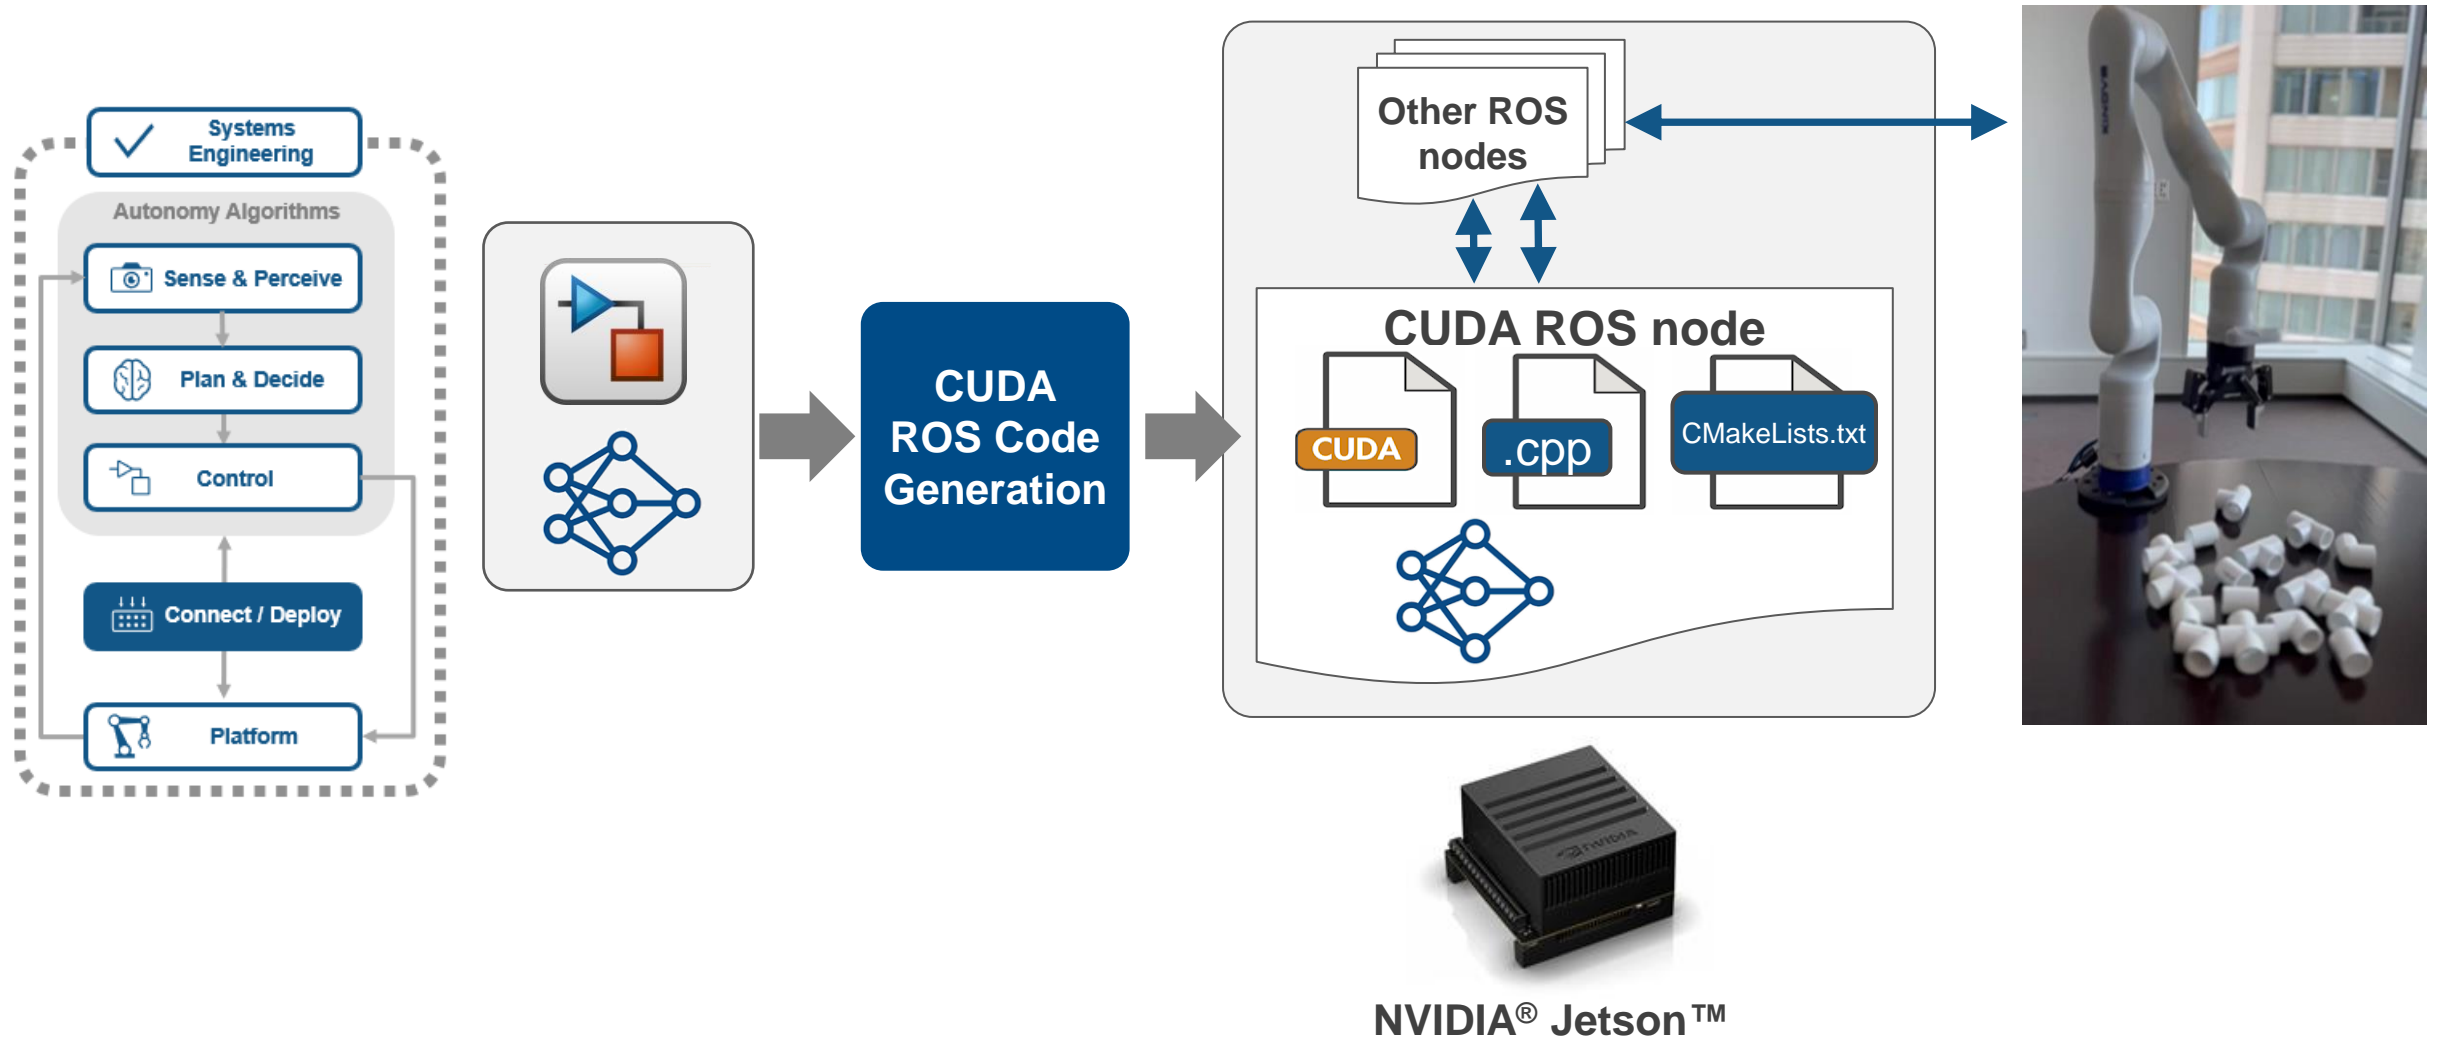 Systems
Engineering
Autonomy Algorithms
Sense & Perceive
Plan & Decide
Control
Connect / Deploy
Platform
CUDA
ROS Code
Generation
Other ROS
nodes
CUDA ROS node
CUDA
.cpp
CMakeLists.txt
NVIDIA
NVIDIA® Jetson™